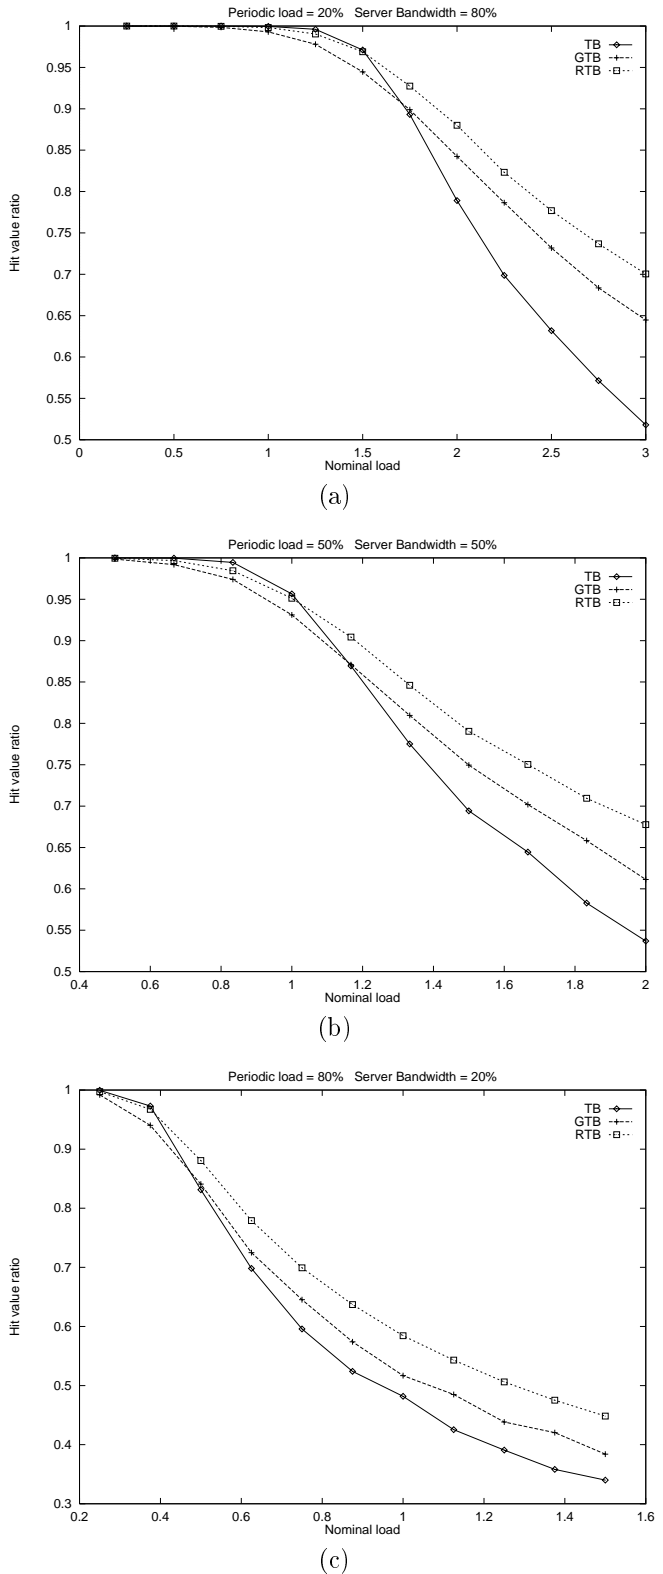 Periodic load = 20% Server Bandwidth = 80%
1
0.95
0.9
0.85
0.8
0.75
0.7
0.65
0.6
0.55
0.5
Hit value ratio
TB
GTB
RTB
0 0.5 1 1.5 2 2.5 3
Nominal load
(a)
Periodic load = 50% Server Bandwidth = 50%
1
0.95
0.9
0.85
0.8
0.75
0.7
0.65
0.6
0.55
0.5
Hit value ratio
TB
GTB
RTB
0.4 0.6 0.8 1 1.2 1.4 1.6 1.8 2
Nominal load
(b)
Periodic load = 80% Server Bandwidth = 20%
1
0.9
0.8
0.7
0.6
0.5
0.4
0.3
Hit value ratio
TB
GTB
RTB
0.2 0.4 0.6 0.8 1 1.2 1.4 1.6
Nominal load
(c)